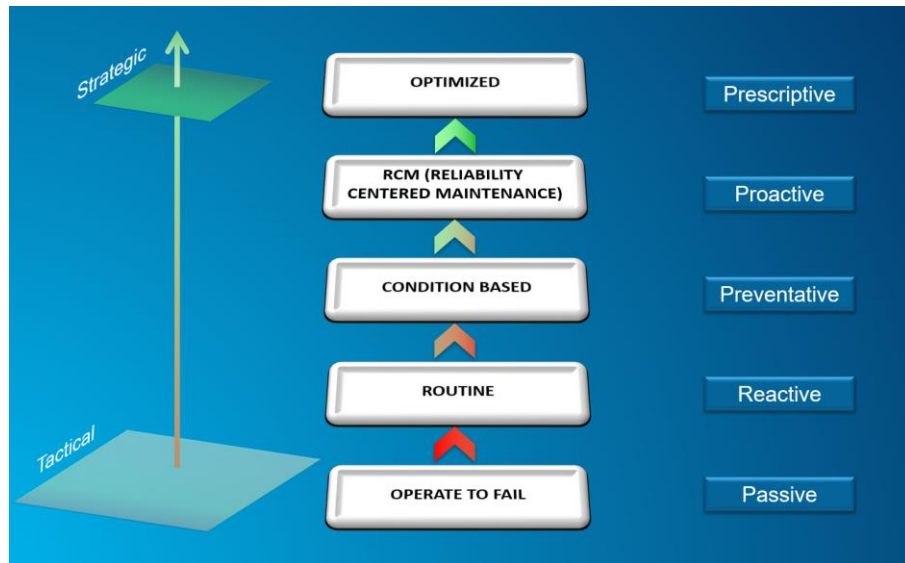 Strategic
OPTIMIZED
Prescriptive
RCM (RELIABILITY
CENTERED MAINTENANCE)
Proactive
CONDITION BASED
Preventative
ROUTINE
Reactive
Tactical
OPERATE TO FAIL
Passive